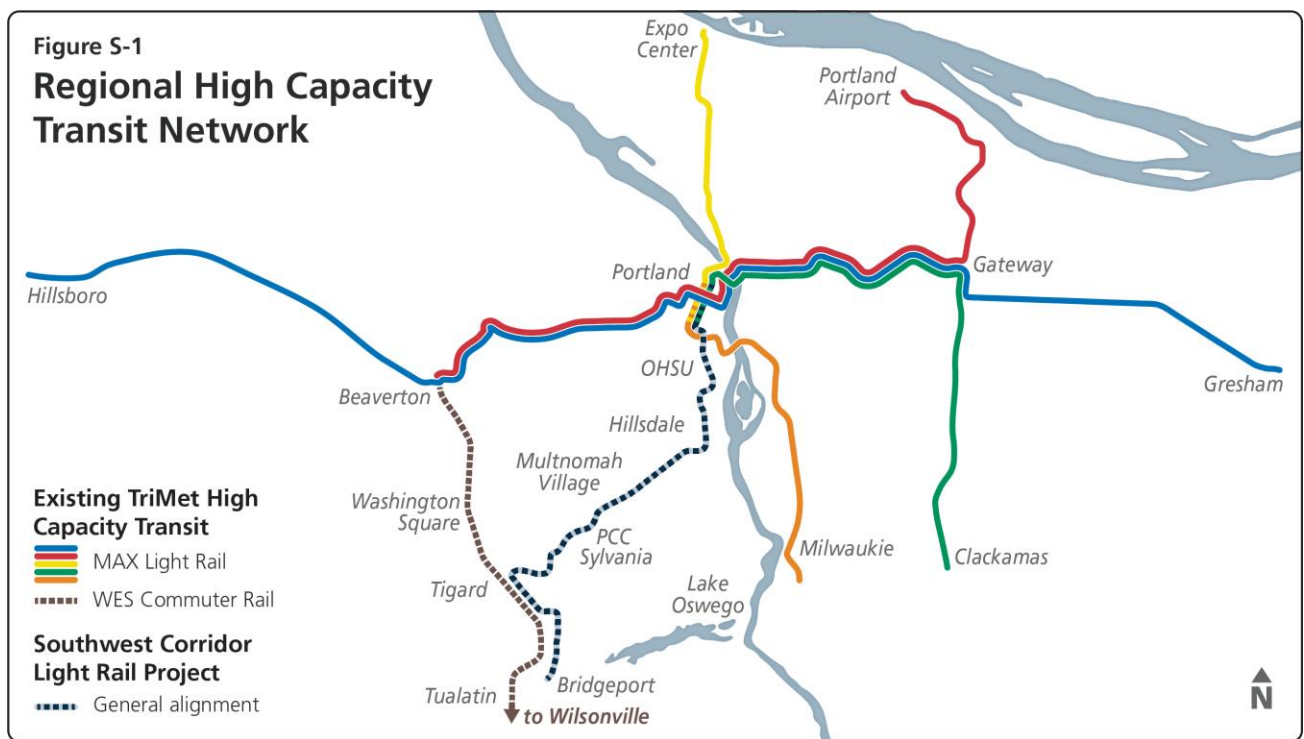 Figure S-1
Regional High Capacity
Transit Network
Expo
Center
Portland
Airport
Portland
Gateway
Hillsboro
OHSU
Beaverton
Gresham
Hillsdale
Multnomah
Village
Washington
Square
PCC
Sylvania
Milwaukie
Clackamas
Tigard
Lake
Oswego
Bridgeport
Tualatin
to Wilsonville
Existing TriMet High
Capacity Transit
MAX Light Rail
WES Commuter Rail
Southwest Corridor
Light Rail Project
General alignment
N